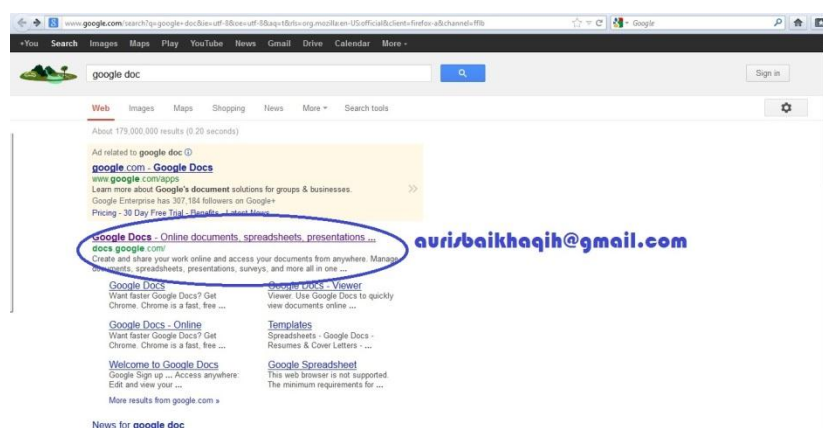 www.google.com/search?q=google+doc&ie=utf-8&oe=utf-8&aq=t&rls=org.mozilla:en-US:official&client=firefox-a&channel=fflb
Google
+You Search Images Maps Play YouTube News Gmail Drive Calendar More
google doc
Sign in
Web Images Maps Shopping News More Search tools
About 179,000,000 results (0.20 seconds)
Ad related to google doc
google.com - Google Docs
www.google.com/apps
Learn more about Google's document solutions for groups & businesses.
Google Enterprise has 307,184 followers on Google+
Pricing - 30 Day Free Trial - Benefits - Latest News
Google Docs - Online documents, spreadsheets, presentations ...
docs.google.com/
Create and share your work online and access your documents from anywhere. Manage
documents, spreadsheets, presentations, surveys, and more all in one ...
aurisbaikhaqih@gmail.com
Google Docs
Want faster Google Docs? Get
Chrome. Chrome is a fast, free ...
Google Docs - Viewer
Viewer. Use Google Docs to quickly
view documents online ...
Google Docs - Online
Want faster Google Docs? Get
Chrome. Chrome is a fast, free ...
Templates
Spreadsheets - Google Docs -
Resumes & Cover Letters - ...
Welcome to Google Docs
Google Sign up ... Access anywhere:
Edit and view your ...
Google Spreadsheet
This web browser is not supported.
The minimum requirements for ...
More results from google.com »
News for google doc